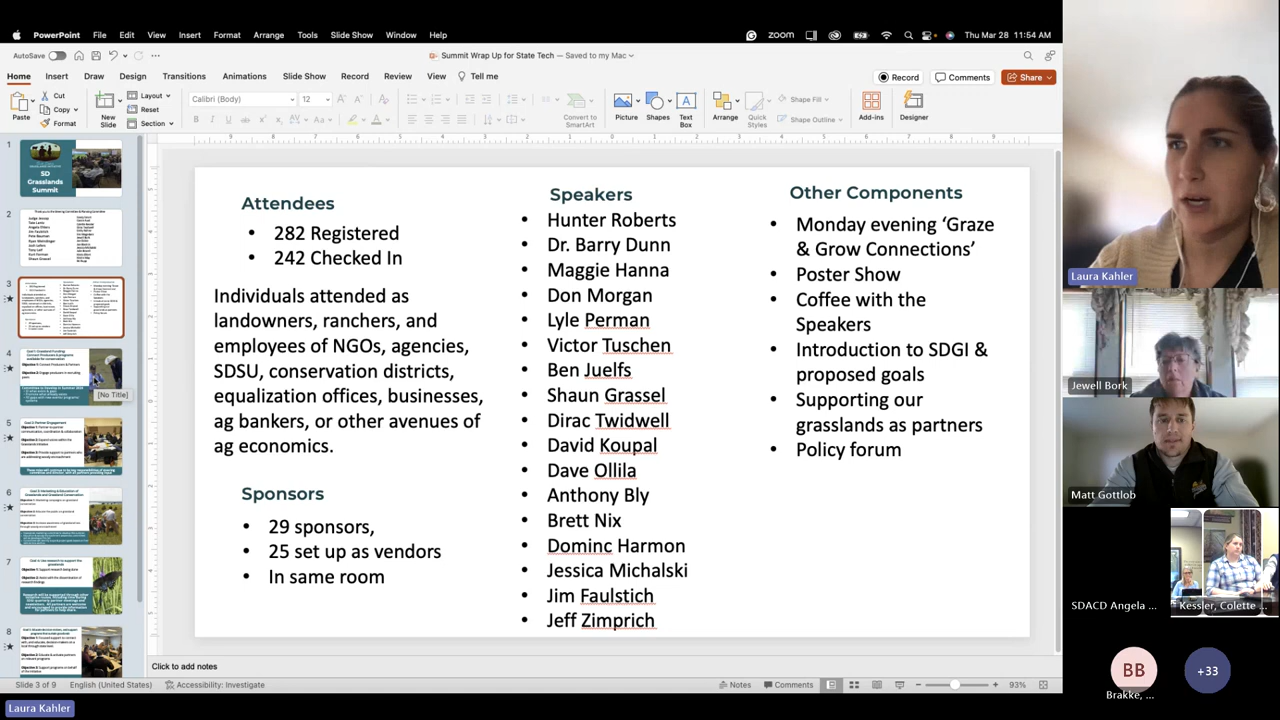 PowerPoint File Edit View Insert Format Arrange Tools Slide Show Window Help
zoom Thu Mar 28 11:54 AM
AutoSave
Summit Wrap Up for State Tech — Saved to my Mac
Home Insert Draw Design Transitions Animations Slide Show Record Review View Tell me
Record Comments Share
Paste
Cut
Copy
Format
New Slide
Layout
Reset
Section
Calibri (Body) 12
Convert to SmartArt
Picture
Shapes
Text Box
Arrange
Quick Styles
Shape Fill
Shape Outline
Add-ins
Designer
1
SD
Grasslands
Summit
2
3
4
[No Title]
5
6
7
8
Attendees
• 282 Registered
• 242 Checked In
Individuals attended as
landowners, ranchers, and
employees of NGOs, agencies,
SDSU, conservation districts,
equalization offices, businesses,
ag bankers, or other avenues of
ag economics.
Sponsors
• 29 sponsors,
• 25 set up as vendors
• In same room
Speakers
• Hunter Roberts
• Dr. Barry Dunn
• Maggie Hanna
• Don Morgan
• Lyle Perman
• Victor Tuschen
• Ben Juelfs
• Shaun Grassel
• Dirac Twidwell
• David Koupal
• Dave Ollila
• Anthony Bly
• Brett Nix
• Dominc Harmon
• Jessica Michalski
• Jim Faulstich
• Jeff Zimprich
Other Components
• Monday evening ‘Graze
& Grow Connections’
• Poster Show
• Coffee with the
Speakers
• Introduction to SDGI &
proposed goals
• Supporting our
grasslands as partners
• Policy forum
Click to add notes
Slide 3 of 9 English (United States) Accessibility: Investigate
Notes Comments 93%
Laura Kahler
Laura Kahler
Jewell Bork
Matt Gottlob
SDACD Angela ...
Kessler, Colette ...
BB
Brakke, ...
+33